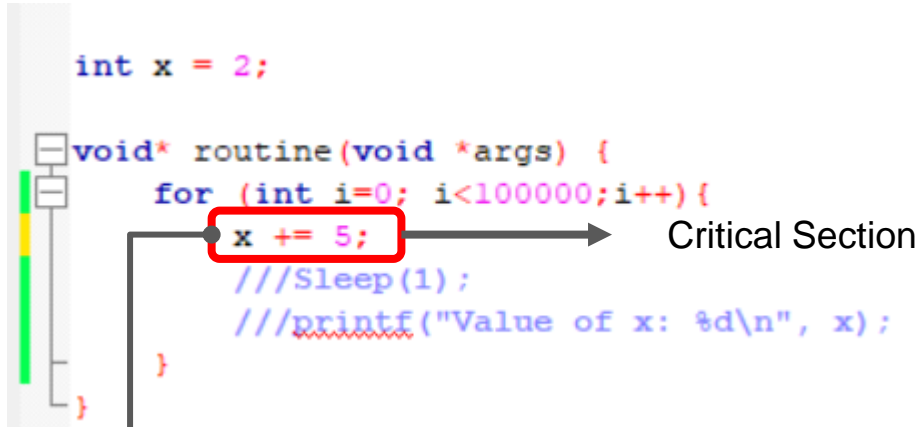 int x = 2;
void* routine(void *args) {
for (int i=0; i<100000;i++){
x += 5; Critical Section
///Sleep(1);
///printf("Value of x: %d\n", x);
}
}